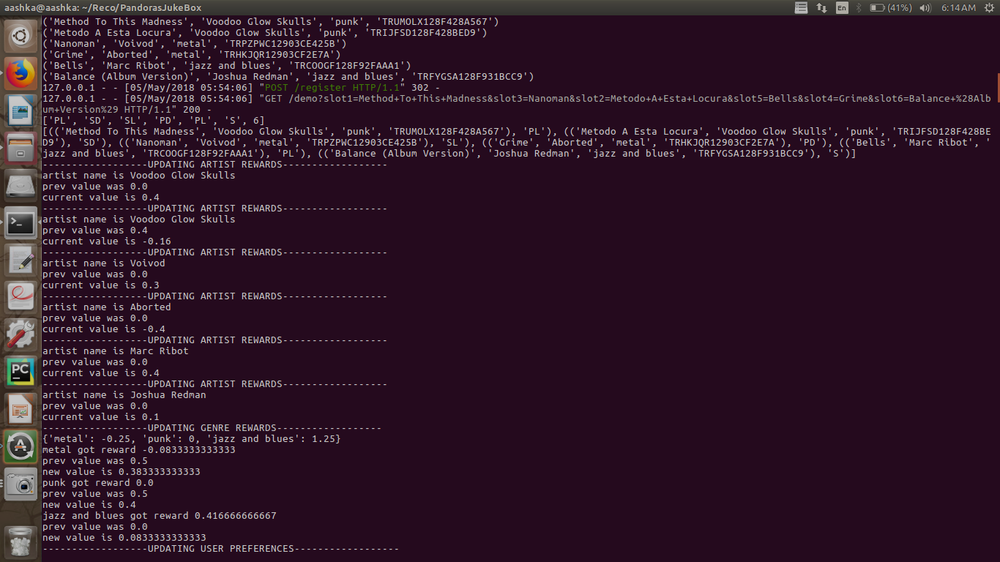 aashka@aashka: ~/Reco/PandorasJukeBox
En
(41%)
6:14 AM
('Method To This Madness', 'Voodoo Glow Skulls', 'punk', 'TRUMOLX128F428A567')
('Metodo A Esta Locura', 'Voodoo Glow Skulls', 'punk', 'TRIJFSD128F428BED9')
('Nanoman', 'Voivod', 'metal', 'TRPZPWC12903CE425B')
('Grime', 'Aborted', 'metal', 'TRHKJQR12903CF2E7A')
('Bells', 'Marc Ribot', 'jazz and blues', 'TRCOOGF128F92FAAA1')
('Balance (Album Version)', 'Joshua Redman', 'jazz and blues', 'TRFYGSA128F931BCC9')
127.0.0.1 - - [05/May/2018 05:54:06] "POST /register HTTP/1.1" 302 -
127.0.0.1 - - [05/May/2018 05:54:06] "GET /demo?slot1=Method+To+This+Madness&slot3=Nanoman&slot2=Metodo+A+Esta+Locura&slot5=Bells&slot4=Grime&slot6=Balance+%28Alb
um+Version%29 HTTP/1.1" 200 -
['PL', 'SD', 'SL', 'PD', 'PL', 'S', 6]
[(('Method To This Madness', 'Voodoo Glow Skulls', 'punk', 'TRUMOLX128F428A567'), 'PL'), (('Metodo A Esta Locura', 'Voodoo Glow Skulls', 'punk', 'TRIJFSD128F428BE
D9'), 'SD'), (('Nanoman', 'Voivod', 'metal', 'TRPZPWC12903CE425B'), 'SL'), (('Grime', 'Aborted', 'metal', 'TRHKJQR12903CF2E7A'), 'PD'), (('Bells', 'Marc Ribot', '
jazz and blues', 'TRCOOGF128F92FAAA1'), 'PL'), (('Balance (Album Version)', 'Joshua Redman', 'jazz and blues', 'TRFYGSA128F931BCC9'), 'S')]
------------------UPDATING ARTIST REWARDS------------------
artist name is Voodoo Glow Skulls
prev value was 0.0
current value is 0.4
------------------UPDATING ARTIST REWARDS------------------
artist name is Voodoo Glow Skulls
prev value was 0.4
current value is -0.16
------------------UPDATING ARTIST REWARDS------------------
artist name is Voivod
prev value was 0.0
current value is 0.3
------------------UPDATING ARTIST REWARDS------------------
artist name is Aborted
prev value was 0.0
current value is -0.4
------------------UPDATING ARTIST REWARDS------------------
artist name is Marc Ribot
prev value was 0.0
current value is 0.4
------------------UPDATING ARTIST REWARDS------------------
artist name is Joshua Redman
prev value was 0.0
current value is 0.1
------------------UPDATING GENRE REWARDS------------------
{'metal': -0.25, 'punk': 0, 'jazz and blues': 1.25}
metal got reward -0.0833333333333
prev value was 0.5
new value is 0.383333333333
punk got reward 0.0
prev value was 0.5
new value is 0.4
jazz and blues got reward 0.416666666667
prev value was 0.0
new value is 0.0833333333333
------------------UPDATING USER PREFERENCES------------------
PC